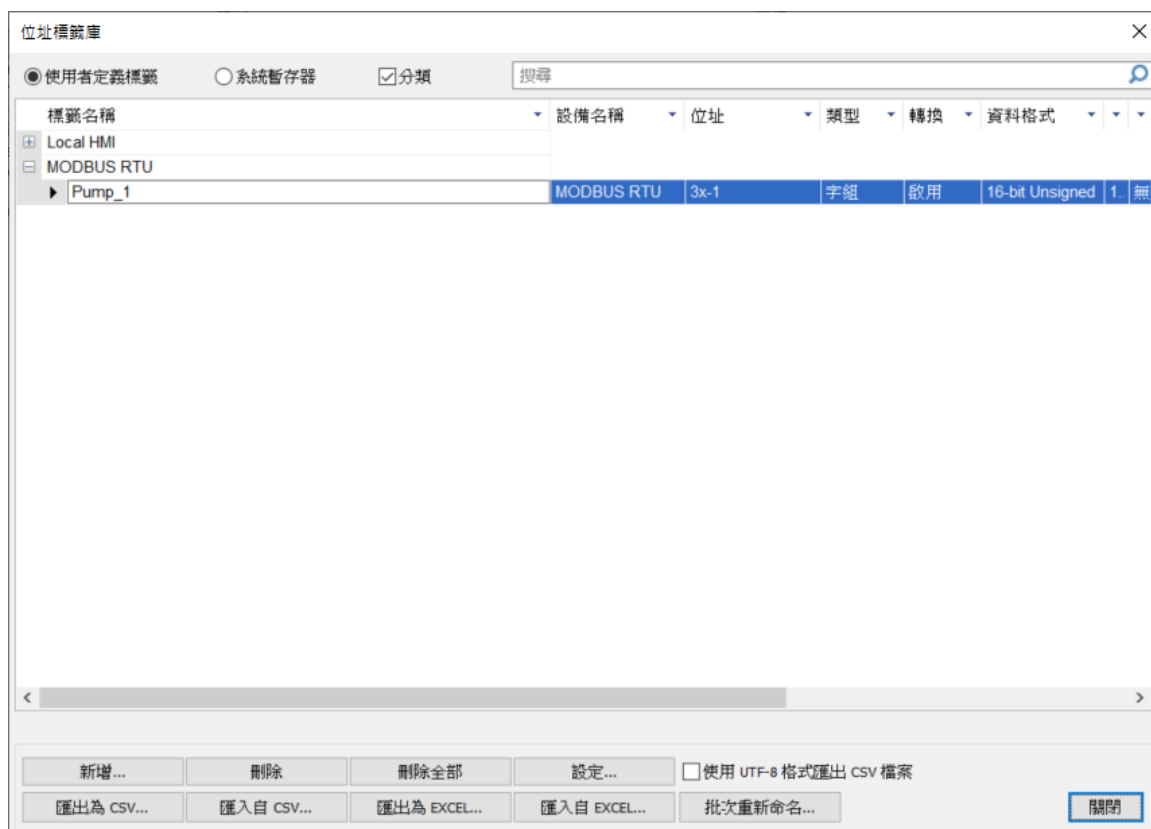 位址標籤庫
使用者定義標籤 系統暫存器 分類 搜尋
標籤名稱 設備名稱 位址 類型 轉換 資料格式
Local HMI
MODBUS RTU
Pump_1 MODBUS RTU 3x-1 字組 啟用 16-bit Unsigned 1.. 無
新增... 刪除 刪除全部 設定... 使用 UTF-8 格式匯出 CSV 檔案
匯出為 CSV... 匯入自 CSV... 匯出為 EXCEL... 匯入自 EXCEL... 批次重新命名... 關閉